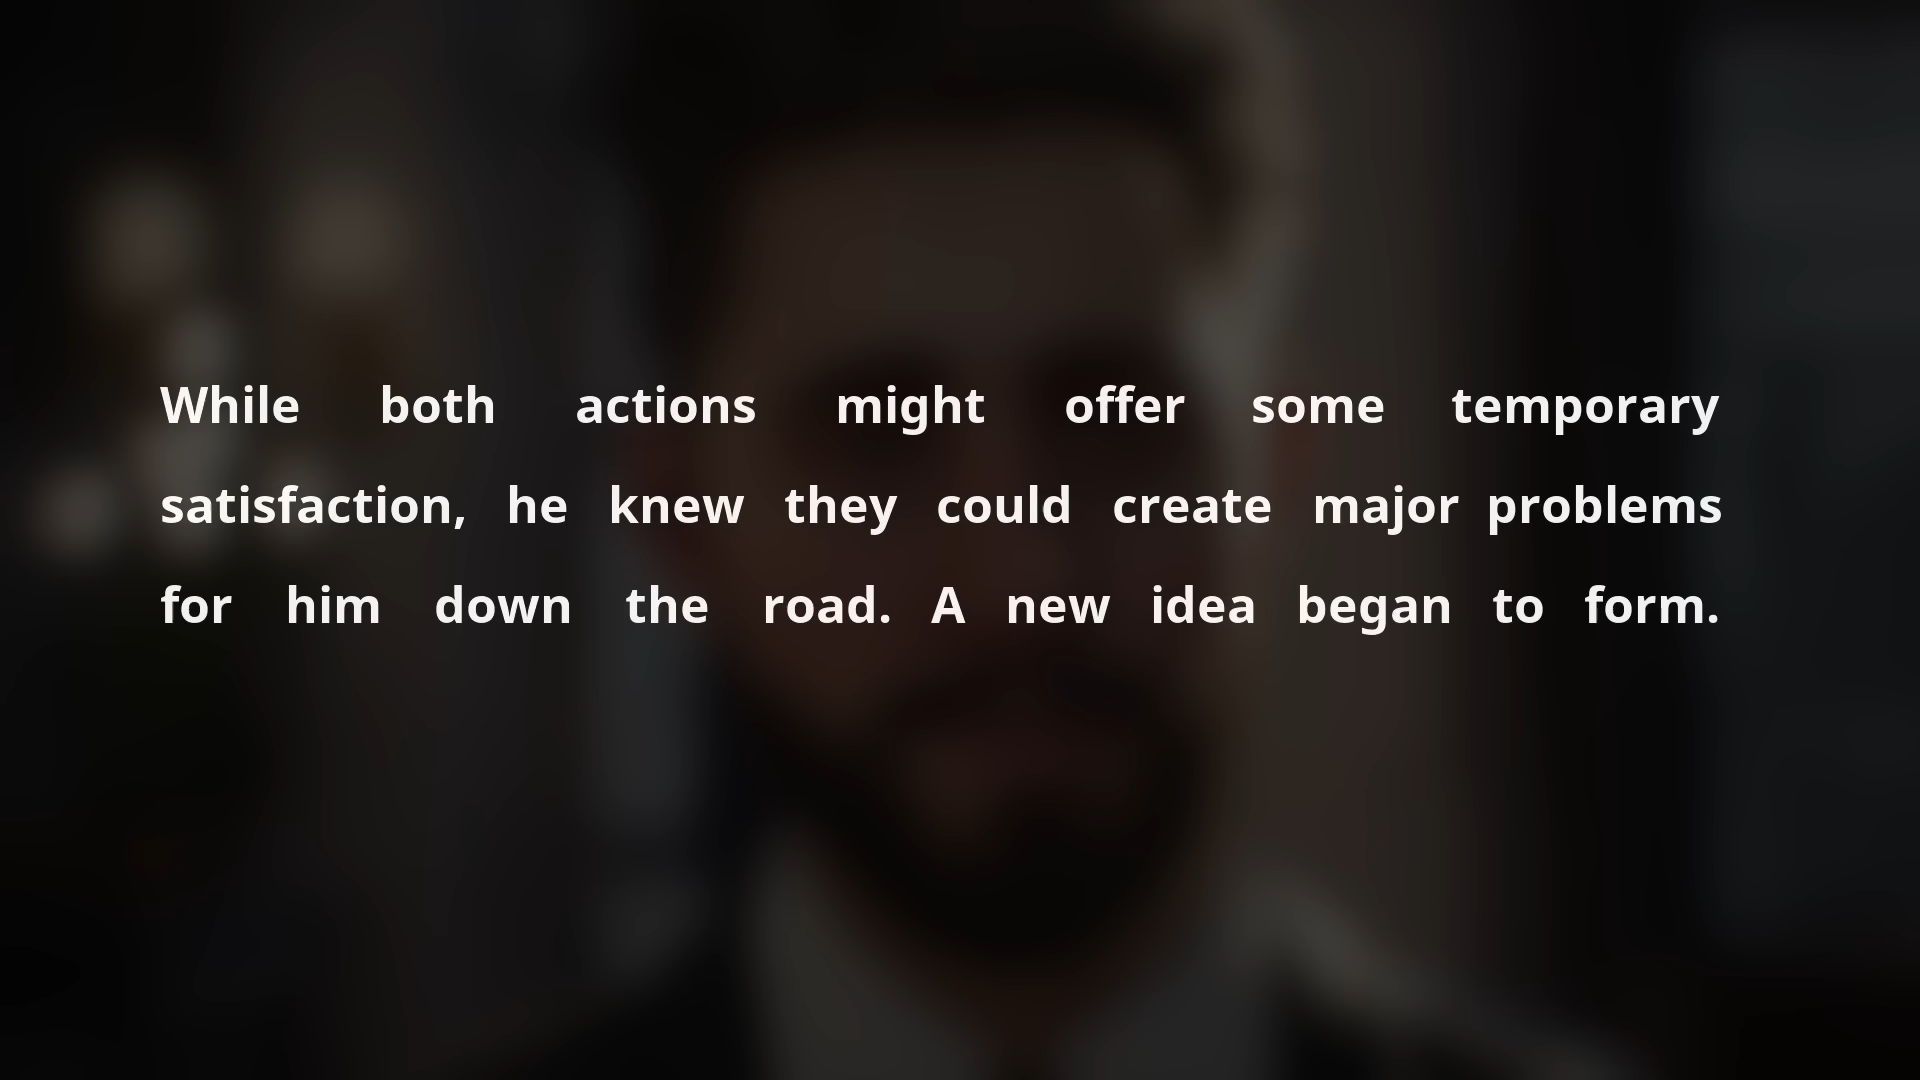 While both actions might offer some temporary
satisfaction, he knew they could create major problems
for him down the road. A new idea began to form.